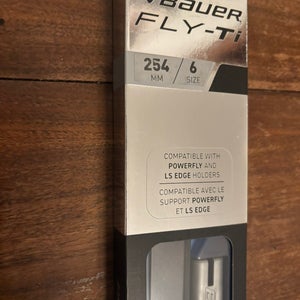 BAUER
FLY-Ti
254 / 6
MM SIZE
COMPATIBLE WITH
POWERFLY AND
LS EDGE HOLDERS
COMPATIBLE AVEC LE
SUPPORT POWERFLY
ET LS EDGE